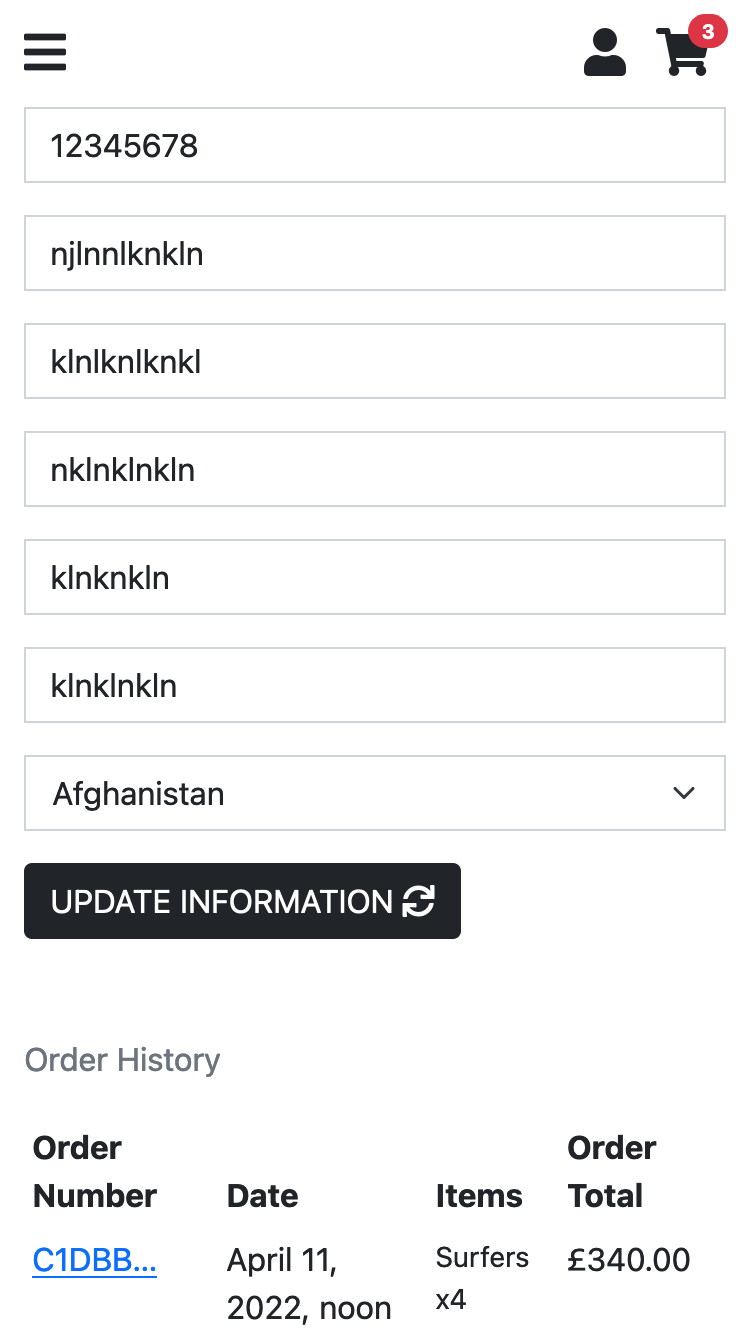 3
12345678
njlnnlknkln
klnlknlknkl
nklnklnkln
klnknkln
klnklnkln
Afghanistan
UPDATE INFORMATION
Order History
Order Number Date Items Order Total
C1DBB... April 11, 2022, noon Surfers x4 £340.00